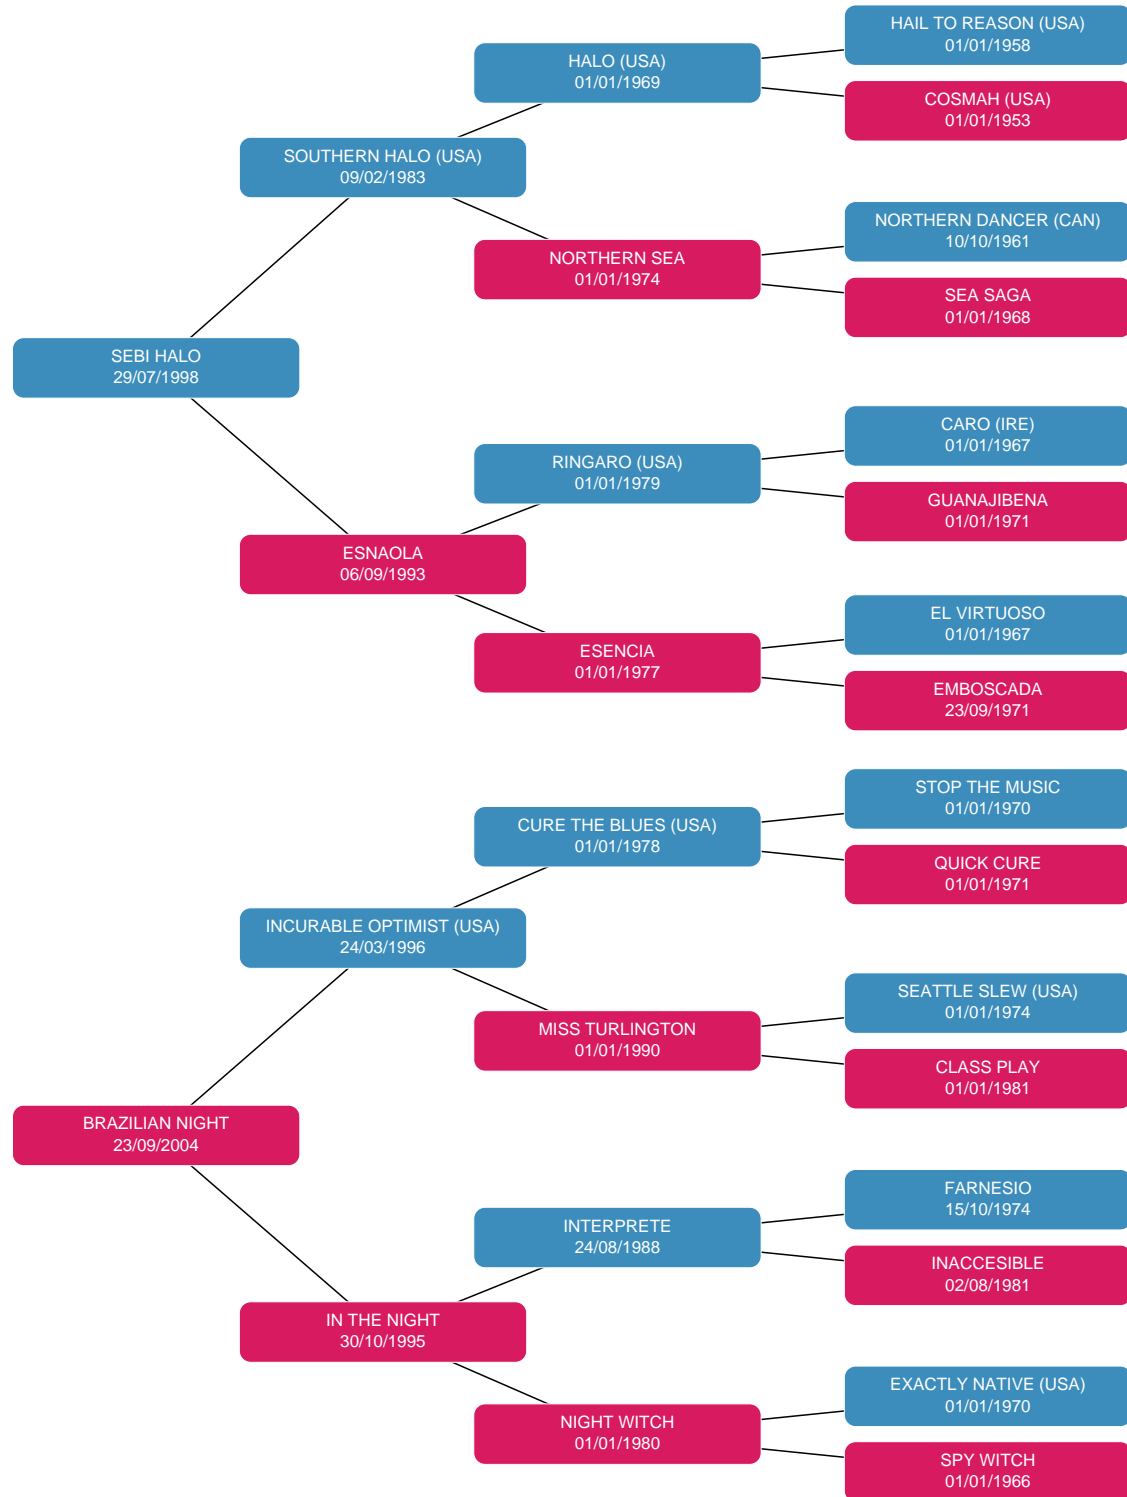 HAIL TO REASON (USA)
01/01/1958
HALO (USA)
01/01/1969
COSMAH (USA)
01/01/1953
SOUTHERN HALO (USA)
09/02/1983
NORTHERN DANCER (CAN)
10/10/1961
NORTHERN SEA
01/01/1974
SEA SAGA
01/01/1968
SEBI HALO
29/07/1998
CARO (IRE)
01/01/1967
RINGARO (USA)
01/01/1979
GUANAJIBENA
01/01/1971
ESNAOLA
06/09/1993
EL VIRTUOSO
01/01/1967
ESENCIA
01/01/1977
EMBOSCADA
23/09/1971
STOP THE MUSIC
01/01/1970
CURE THE BLUES (USA)
01/01/1978
QUICK CURE
01/01/1971
INCURABLE OPTIMIST (USA)
24/03/1996
SEATTLE SLEW (USA)
01/01/1974
MISS TURLINGTON
01/01/1990
CLASS PLAY
01/01/1981
BRAZILIAN NIGHT
23/09/2004
FARNESIO
15/10/1974
INTERPRETE
24/08/1988
INACCESIBLE
02/08/1981
IN THE NIGHT
30/10/1995
EXACTLY NATIVE (USA)
01/01/1970
NIGHT WITCH
01/01/1980
SPY WITCH
01/01/1966